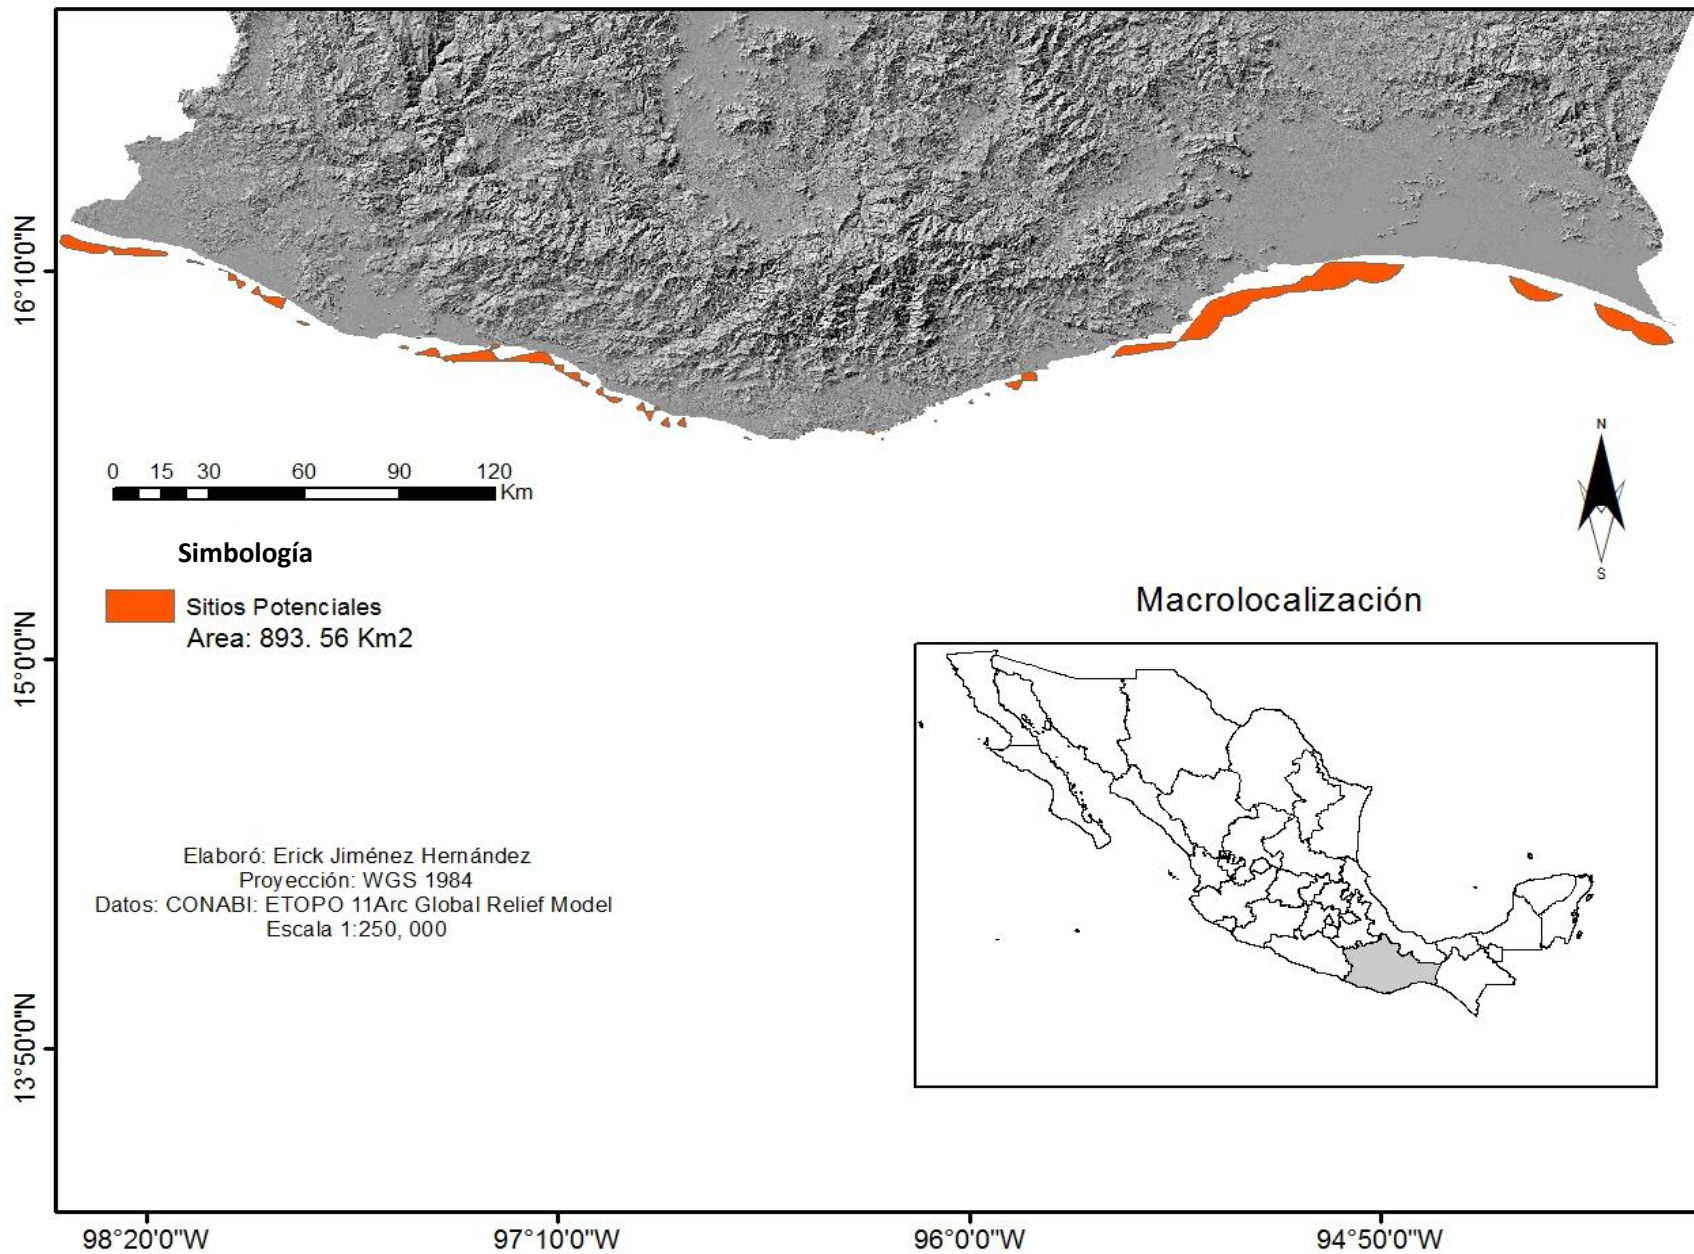 16°10'0"N
N
0 15 30 60 90 120
Km
S
Simbología
Macrolocalización
Sitios Potenciales
Area: 893. 56 Km2
15°0'0"N
Elaboró: Erick Jiménez Hernández
Proyección: WGS 1984
Datos: CONABI: ETOPO 11Arc Global Relief Model
Escala 1:250, 000
13°50'0"N
98°20'0"W 97°10'0"W 96°0'0"W 94°50'0"W